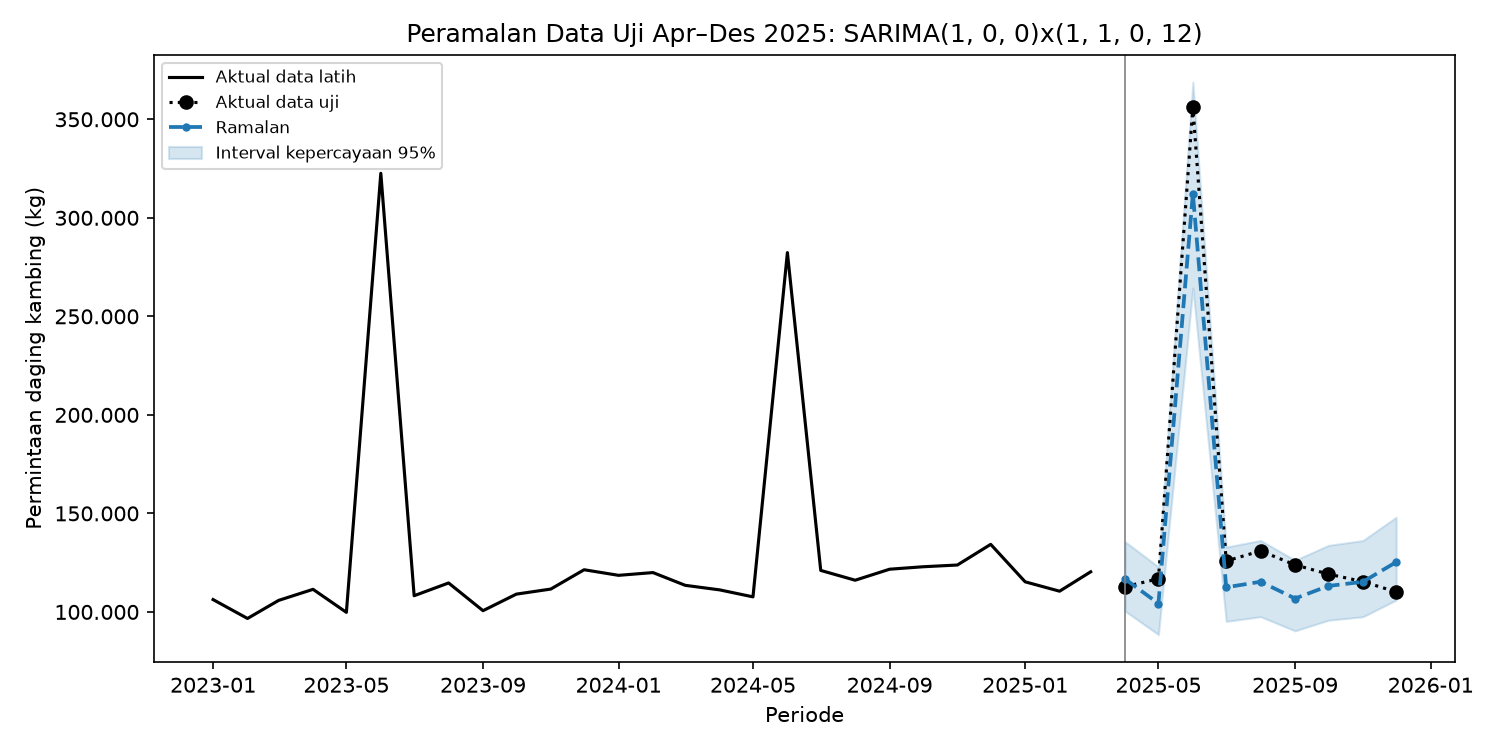 Peramalan Data Uji Apr–Des 2025: SARIMA(1, 0, 0)x(1, 1, 0, 12)
Aktual data latih
Aktual data uji
Ramalan
Interval kepercayaan 95%
Permintaan daging kambing (kg)
350.000
300.000
250.000
200.000
150.000
100.000
2023-01
2023-05
2023-09
2024-01
2024-05
2024-09
2025-01
2025-05
2025-09
2026-01
Periode